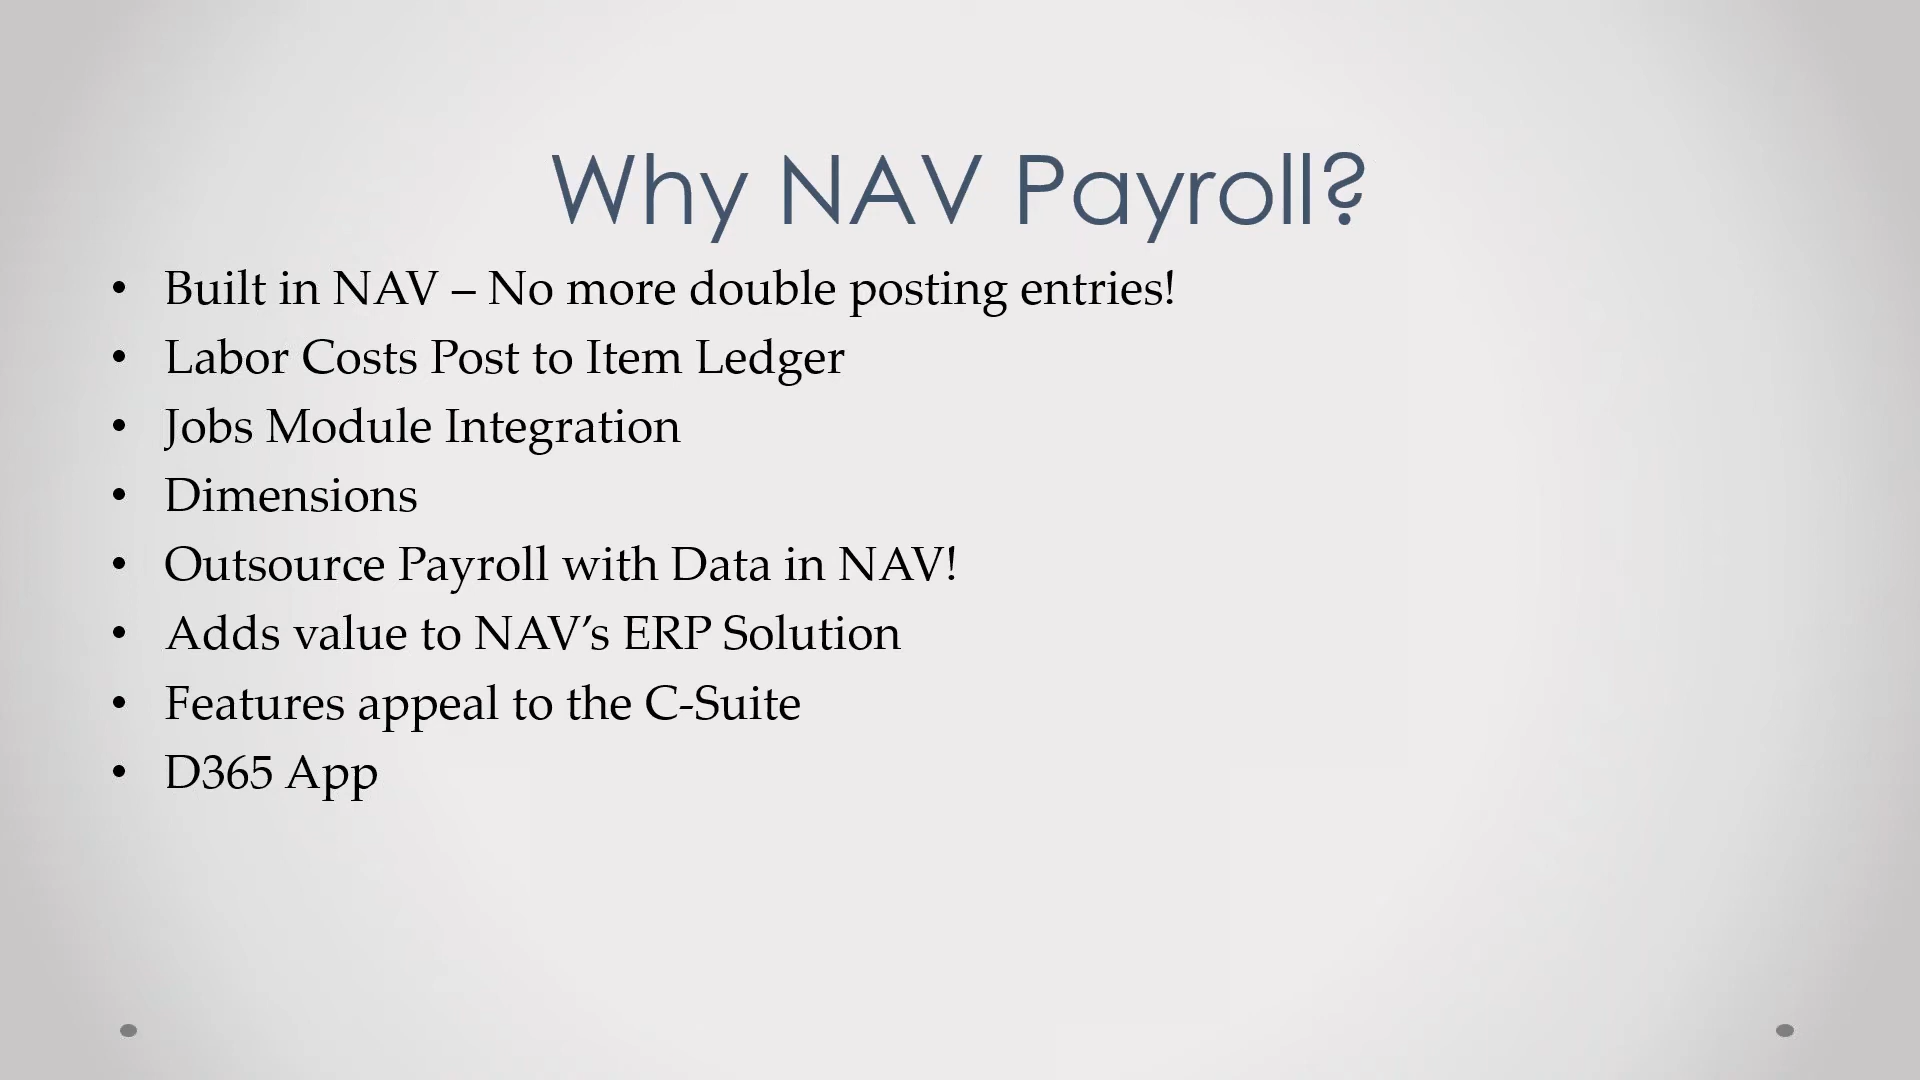 Why NAV Payroll?
• Built in NAV – No more double posting entries!
• Labor Costs Post to Item Ledger
• Jobs Module Integration
• Dimensions
• Outsource Payroll with Data in NAV!
• Adds value to NAV’s ERP Solution
• Features appeal to the C-Suite
• D365 App